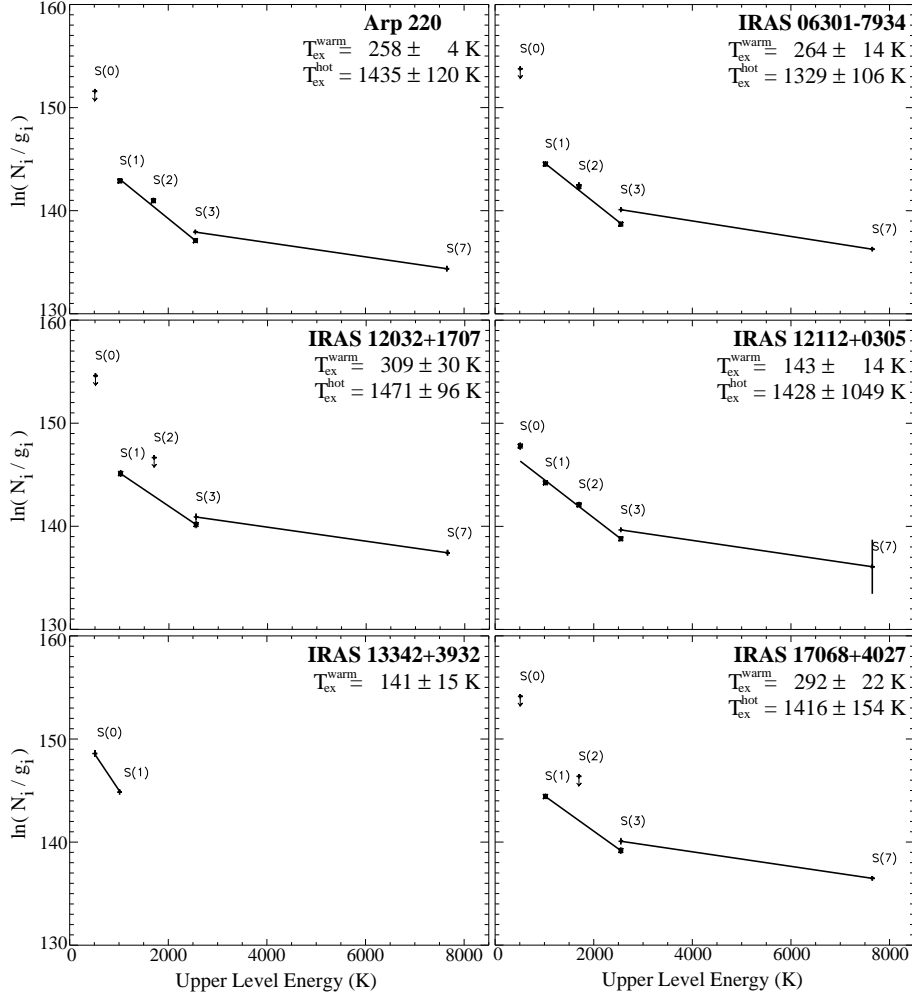 160
Arp 220
T_ex^warm = 258 ± 4 K
T_ex^hot = 1435 ± 120 K
S(0)
S(1)
S(2)
S(3)
S(7)
150
140
130
ln( N_i / g_i )
IRAS 06301-7934
T_ex^warm = 264 ± 14 K
T_ex^hot = 1329 ± 106 K
S(0)
S(1)
S(2)
S(3)
S(7)
160
IRAS 12032+1707
T_ex^warm = 309 ± 30 K
T_ex^hot = 1471 ± 96 K
S(0)
S(1)
S(2)
S(3)
S(7)
150
140
130
ln( N_i / g_i )
IRAS 12112+0305
T_ex^warm = 143 ± 14 K
T_ex^hot = 1428 ± 1049 K
S(0)
S(1)
S(2)
S(3)
S(7)
160
IRAS 13342+3932
T_ex^warm = 141 ± 15 K
S(0)
S(1)
150
140
130
ln( N_i / g_i )
0 2000 4000 6000 8000
Upper Level Energy (K)
IRAS 17068+4027
T_ex^warm = 292 ± 22 K
T_ex^hot = 1416 ± 154 K
S(0)
S(1)
S(2)
S(3)
S(7)
0 2000 4000 6000 8000
Upper Level Energy (K)